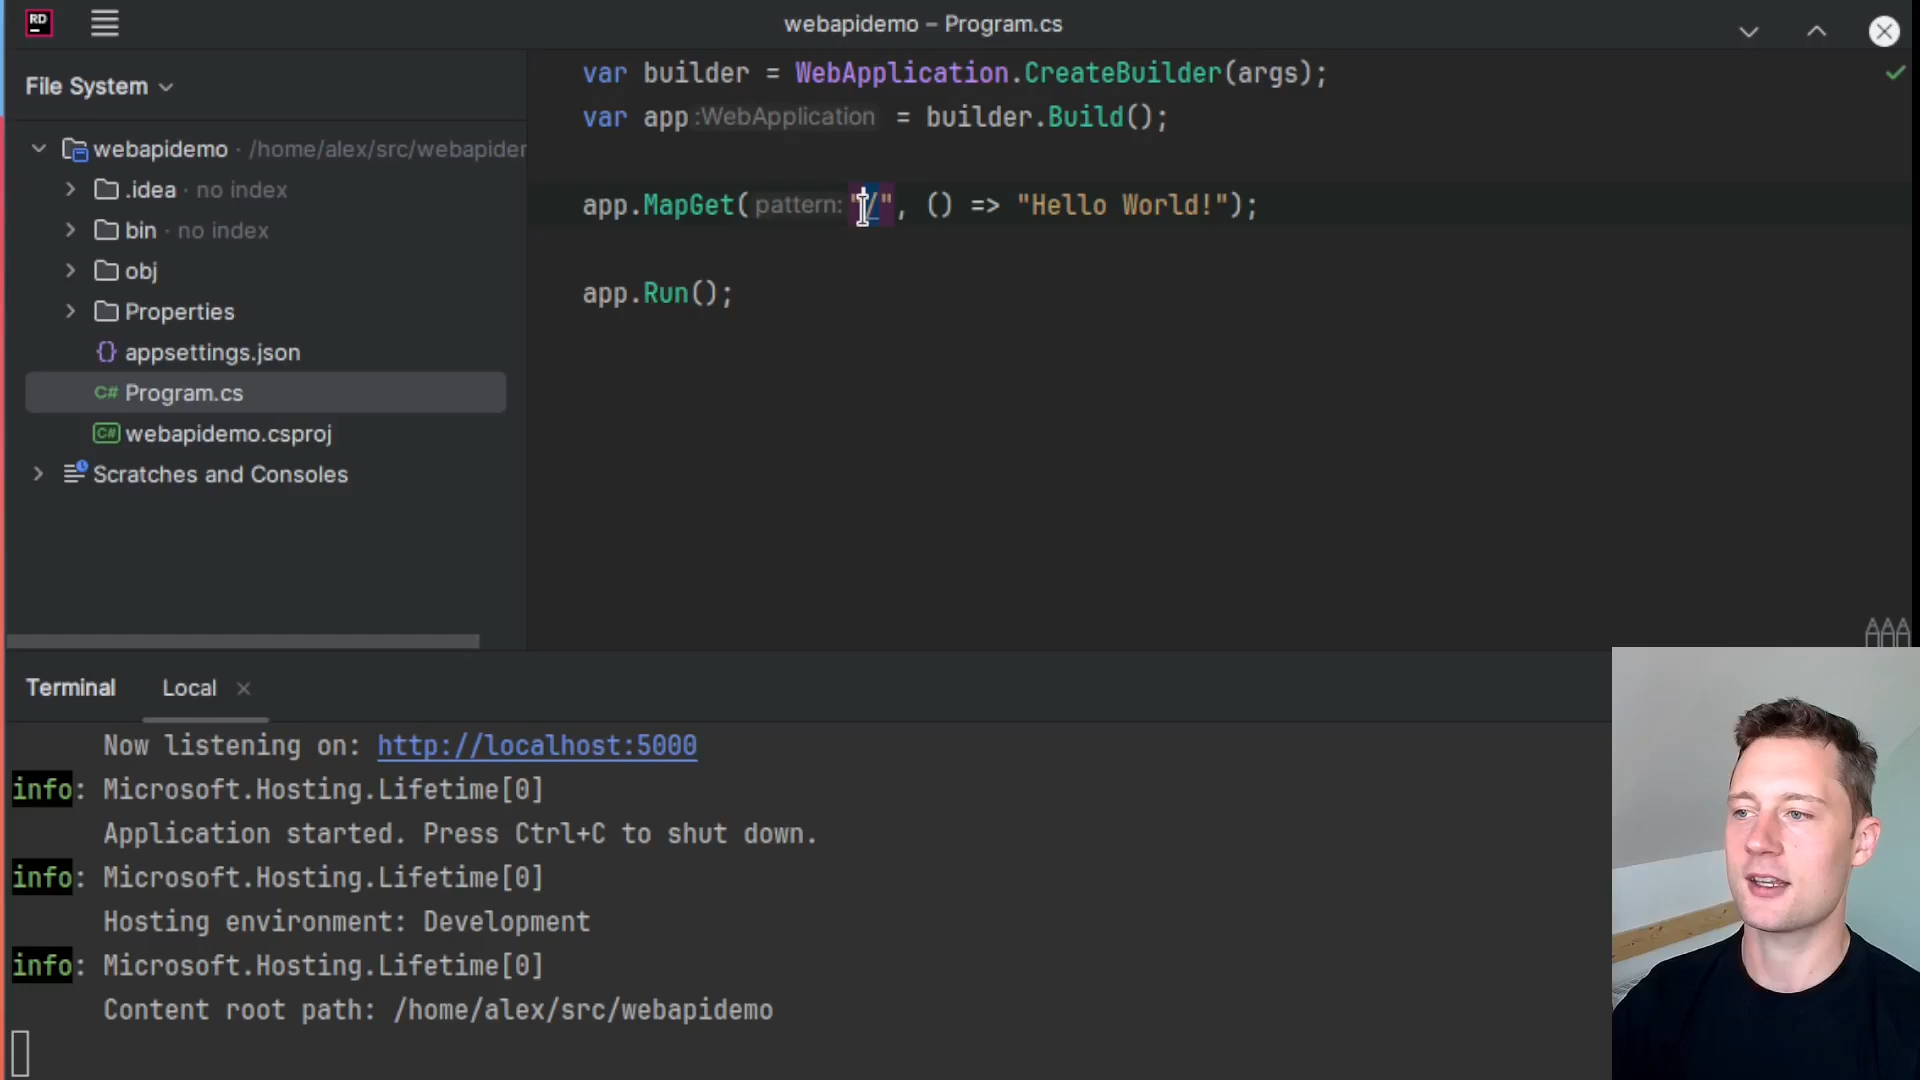 RD
webapidemo – Program.cs
File System
webapidemo · /home/alex/src/webapider
.idea · no index
bin · no index
obj
Properties
{} appsettings.json
C# Program.cs
C# webapidemo.csproj
Scratches and Consoles
var builder = WebApplication.CreateBuilder(args);
var app :WebApplication = builder.Build();
app.MapGet( pattern: "/", () => "Hello World!");
app.Run();
Terminal Local
Now listening on: http://localhost:5000
info: Microsoft.Hosting.Lifetime[0]
Application started. Press Ctrl+C to shut down.
info: Microsoft.Hosting.Lifetime[0]
Hosting environment: Development
info: Microsoft.Hosting.Lifetime[0]
Content root path: /home/alex/src/webapidemo